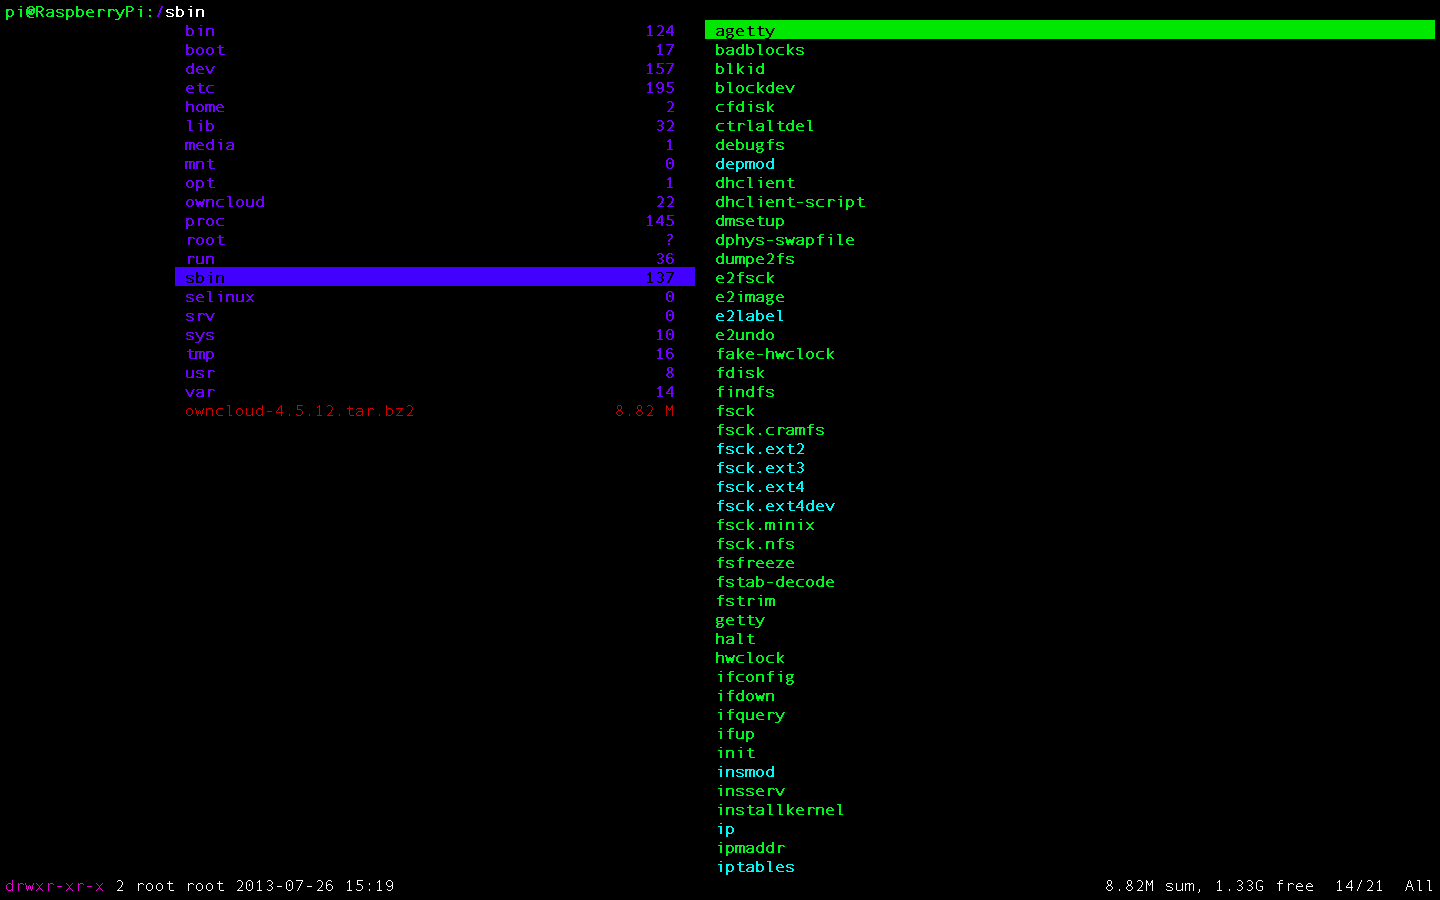 pi@RaspberryPi:/sbin
bin 124
boot 17
dev 157
etc 195
home 2
lib 32
media 1
mnt 0
opt 1
owncloud 22
proc 145
root ?
run 36
sbin 137
selinux 0
srv 0
sys 10
tmp 16
usr 8
var 14
owncloud-4.5.12.tar.bz2 8.82 M
agetty
badblocks
blkid
blockdev
cfdisk
ctrlaltdel
debugfs
depmod
dhclient
dhclient-script
dmsetup
dphys-swapfile
dumpe2fs
e2fsck
e2image
e2label
e2undo
fake-hwclock
fdisk
findfs
fsck
fsck.cramfs
fsck.ext2
fsck.ext3
fsck.ext4
fsck.ext4dev
fsck.minix
fsck.nfs
fsfreeze
fstab-decode
fstrim
getty
halt
hwclock
ifconfig
ifdown
ifquery
ifup
init
insmod
insserv
installkernel
ip
ipmaddr
iptables
drwxr-xr-x 2 root root 2013-07-26 15:19 8.82M sum, 1.33G free 14/21 All